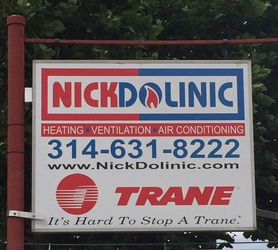 NICKDOLINIC
HEATING • VENTILATION • AIR CONDITIONING
314-631-8222
www.NickDolinic.com
TRANE
It's Hard To Stop A Trane.